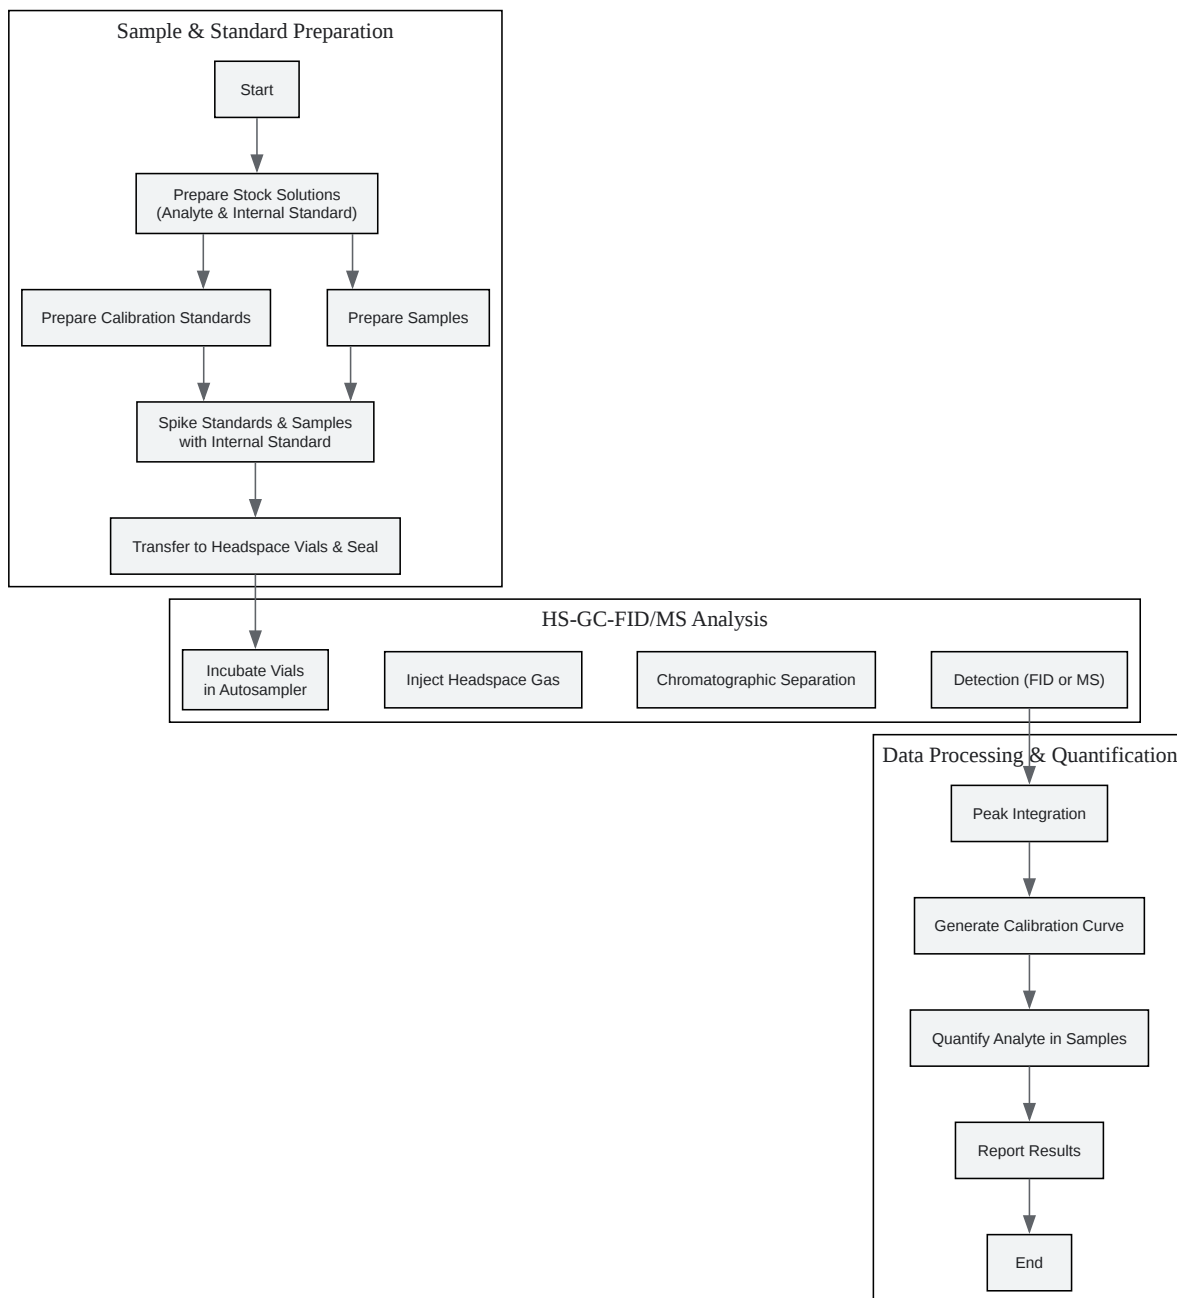 Sample & Standard Preparation
Start
Prepare Stock Solutions
(Analyte & Internal Standard)
Prepare Calibration Standards
Prepare Samples
Spike Standards & Samples
with Internal Standard
Transfer to Headspace Vials & Seal
HS-GC-FID/MS Analysis
Incubate Vials
in Autosampler
Inject Headspace Gas
Chromatographic Separation
Detection (FID or MS)
Data Processing & Quantification
Peak Integration
Generate Calibration Curve
Quantify Analyte in Samples
Report Results
End